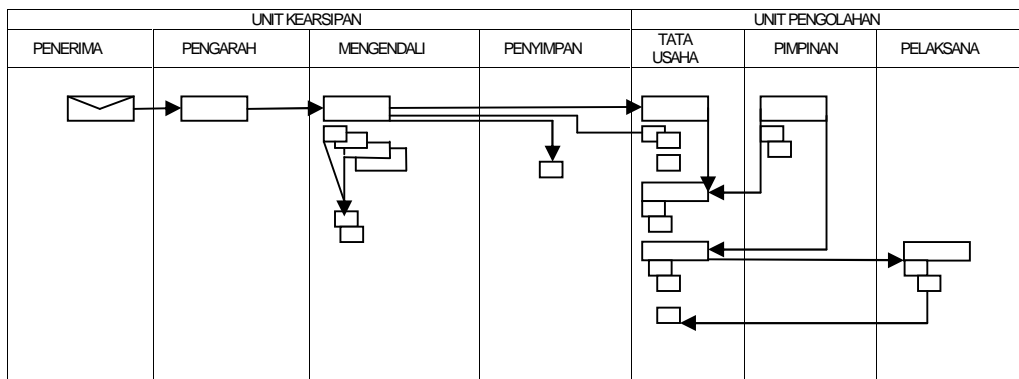 UNIT KEARSIPAN
UNIT PENGOLAHAN
PENERIMA
PENGARAH
MENGENDALI
PENYIMPAN
TATA
USAHA
PIMPINAN
PELAKSANA